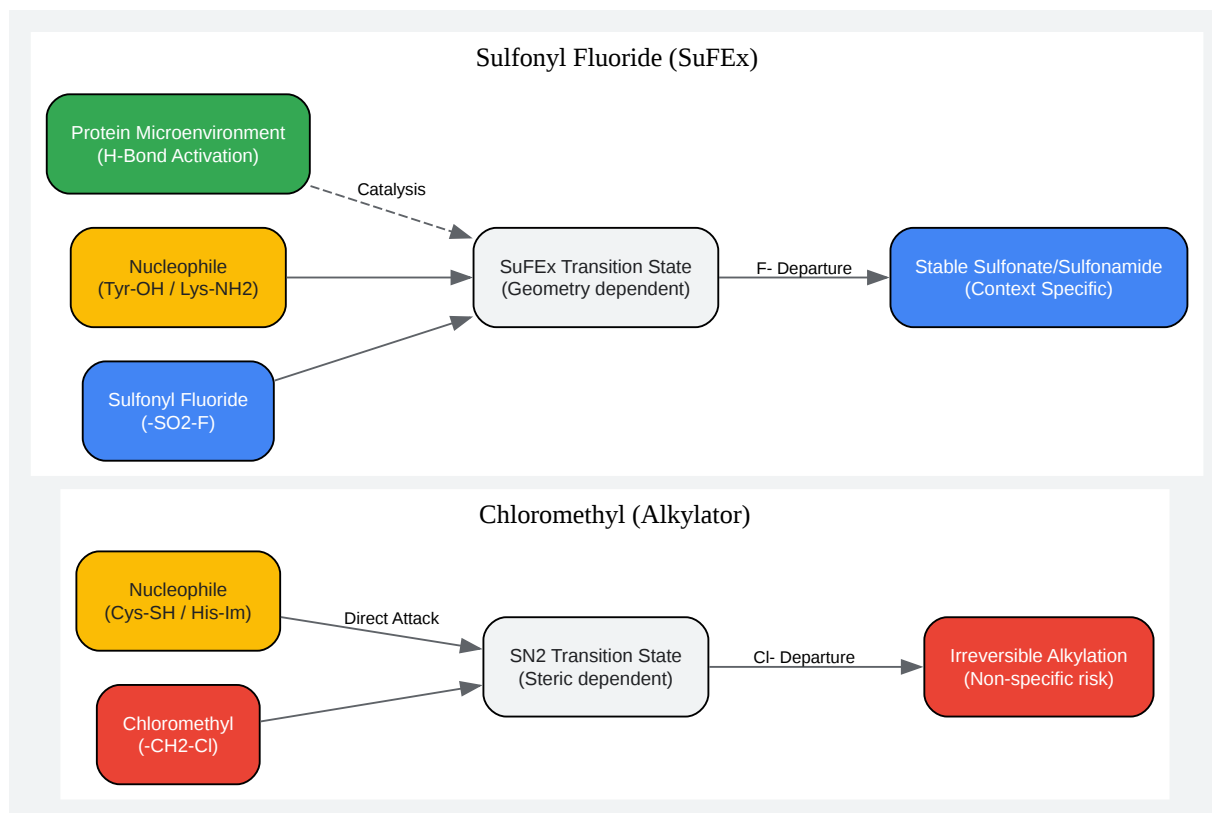 Sulfonyl Fluoride (SuFEx)
Protein Microenvironment
(H-Bond Activation)
Catalysis
Nucleophile
(Tyr-OH / Lys-NH2)
SuFEx Transition State
(Geometry dependent)
F- Departure
Stable Sulfonate/Sulfonamide
(Context Specific)
Sulfonyl Fluoride
(-SO2-F)
Chloromethyl (Alkylator)
Nucleophile
(Cys-SH / His-Im)
Direct Attack
SN2 Transition State
(Steric dependent)
Cl- Departure
Irreversible Alkylation
(Non-specific risk)
Chloromethyl
(-CH2-Cl)